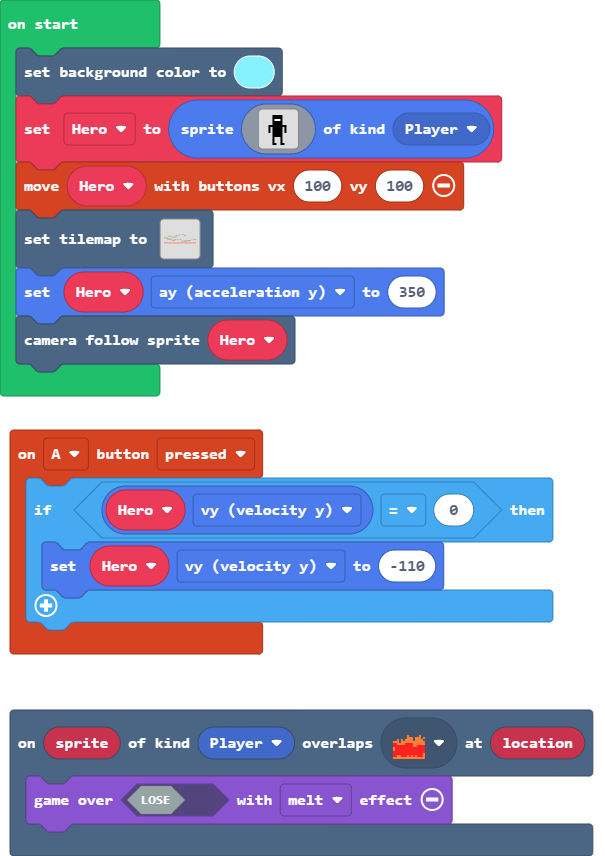 on start
set background color to
set Hero to sprite of kind Player
move Hero with buttons vx 100 vy 100
set tilemap to
set Hero ay (acceleration y) to 350
camera follow sprite Hero
on A button pressed
if Hero vy (velocity y) = 0 then
set Hero vy (velocity y) to -110
on sprite of kind Player overlaps at location
game over LOSE with melt effect